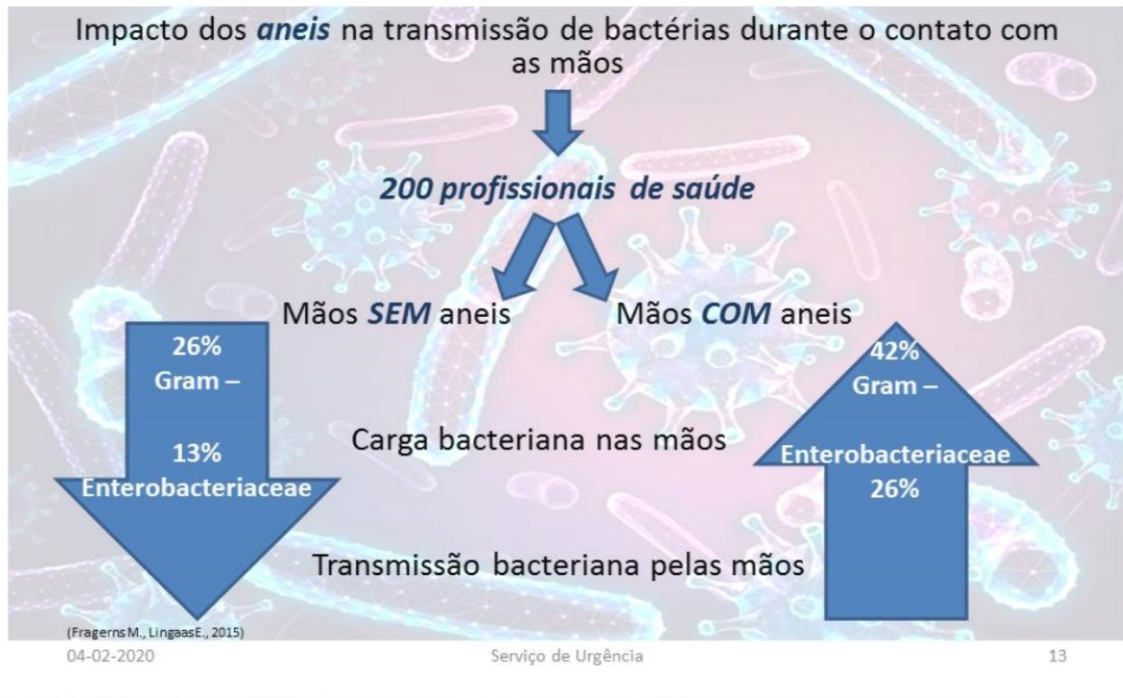 Impacto dos aneis na transmissão de bactérias durante o contato com
as mãos
200 profissionais de saúde
Mãos SEM aneis
Mãos COM aneis
26%
Gram –
13%
Enterobacteriaceae
42%
Gram –
Enterobacteriaceae
26%
Carga bacteriana nas mãos
Transmissão bacteriana pelas mãos
(Fragerns M., Lingaas E., 2015)
04-02-2020
Serviço de Urgência
13